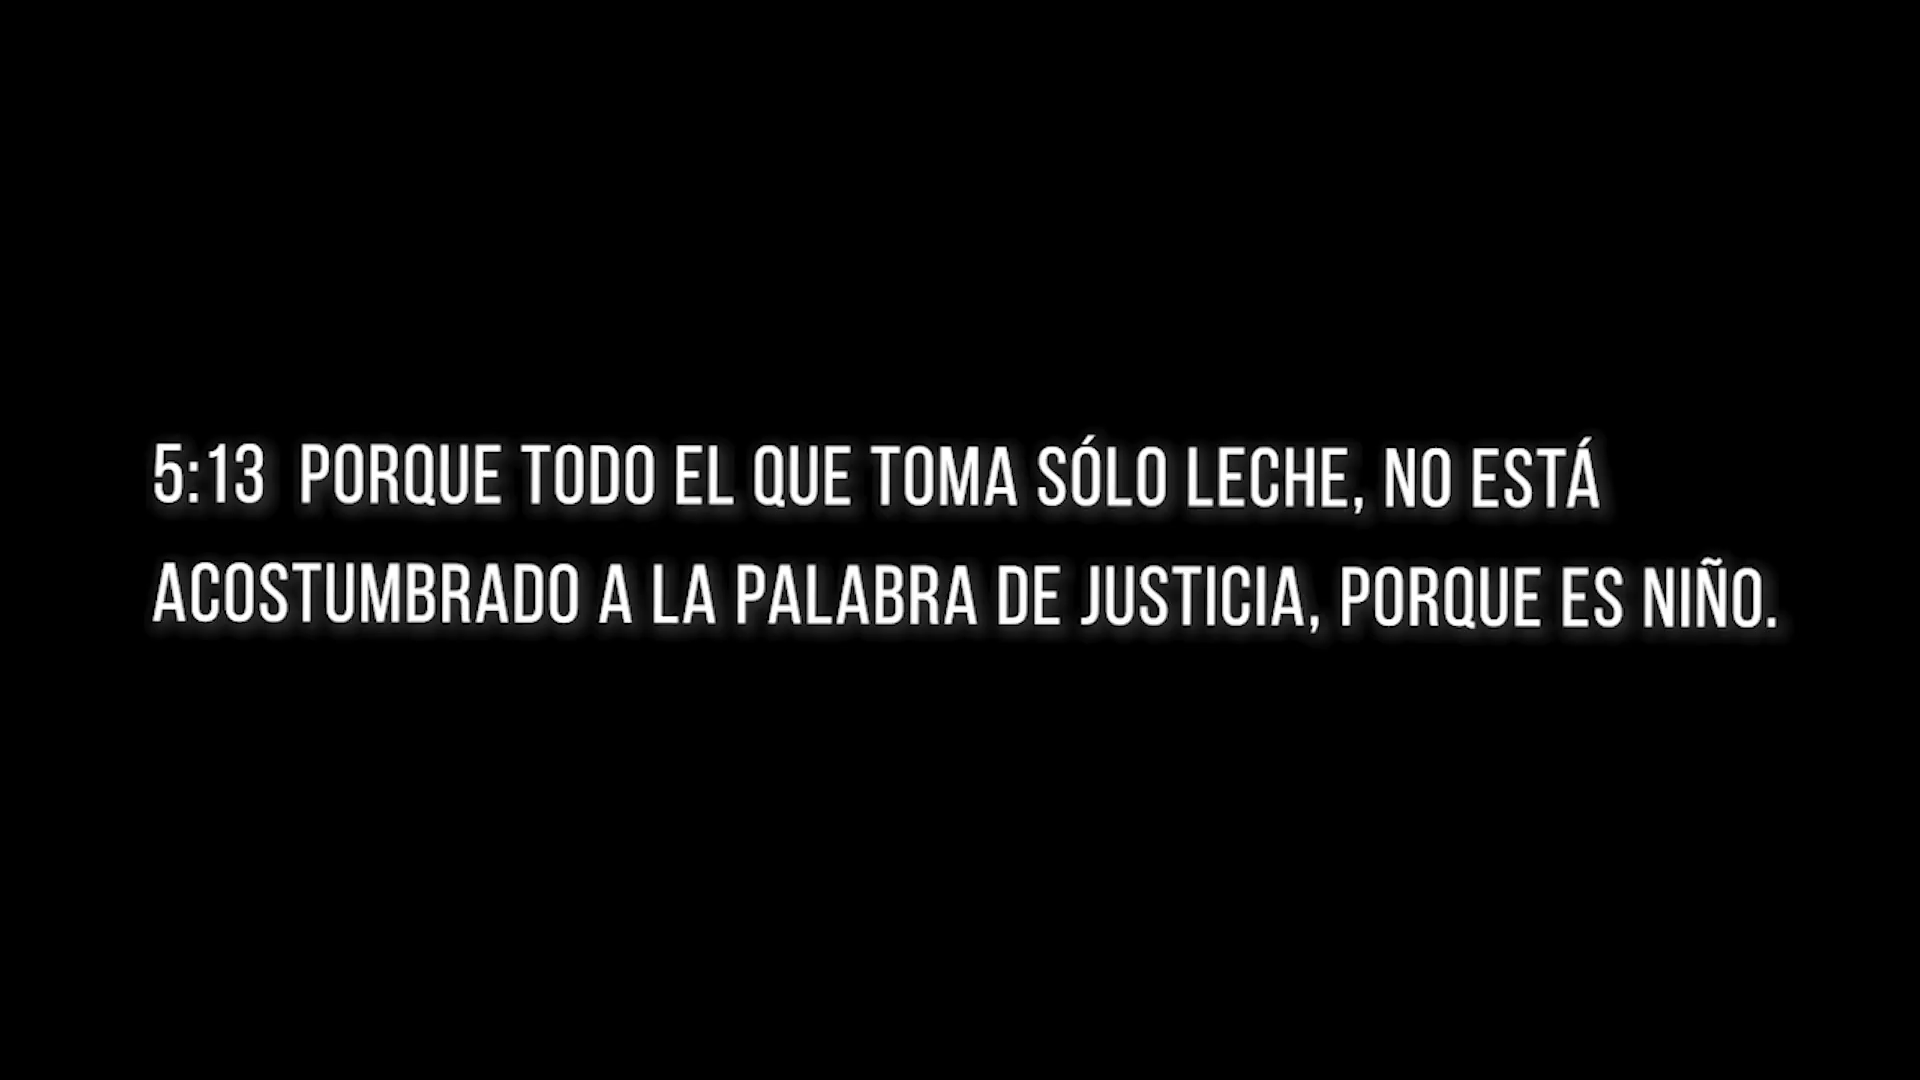 5:13 PORQUE TODO EL QUE TOMA SÓLO LECHE, NO ESTÁ
ACOSTUMBRADO A LA PALABRA DE JUSTICIA, PORQUE ES NIÑO.